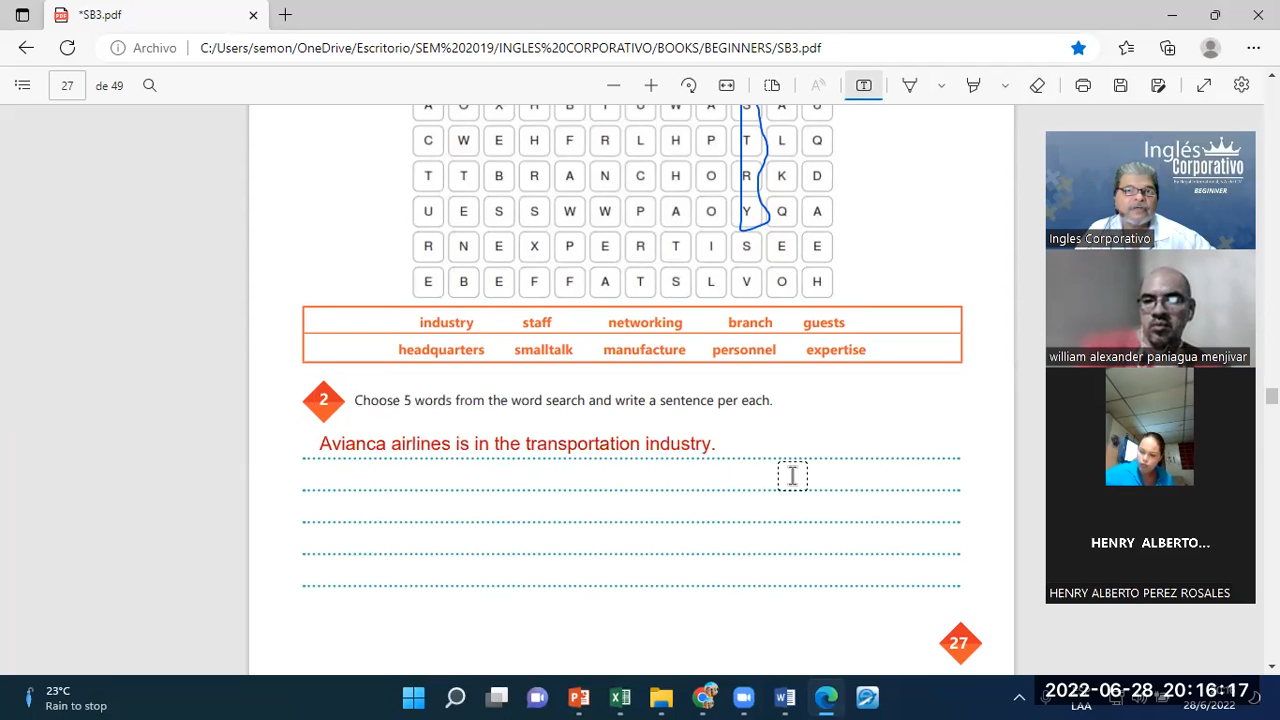 *SB3.pdf
Archivo C:/Users/semon/OneDrive/Escritorio/SEM%202019/INGLES%20CORPORATIVO/BOOKS/BEGINNERS/SB3.pdf
27 de 49
A O X H B T U W A S A U
C W E H F R L H P T L Q
T T B R A N C H O R K D
U E S S W W P A O Y Q A
R N E X P E R T I S E E
E B E F F A T S L V O H
industry staff networking branch guests
headquarters smalltalk manufacture personnel expertise
2 Choose 5 words from the word search and write a sentence per each.
Avianca airlines is in the transportation industry.
27
Inglés
Corporativo
BEGINNER
Ingles Corporativo
william alexander paniagua menjivar
HENRY ALBERTO...
HENRY ALBERTO PEREZ ROSALES
23°C
Rain to stop
LAA
2022-06-28 20:16:17
28/6/2022